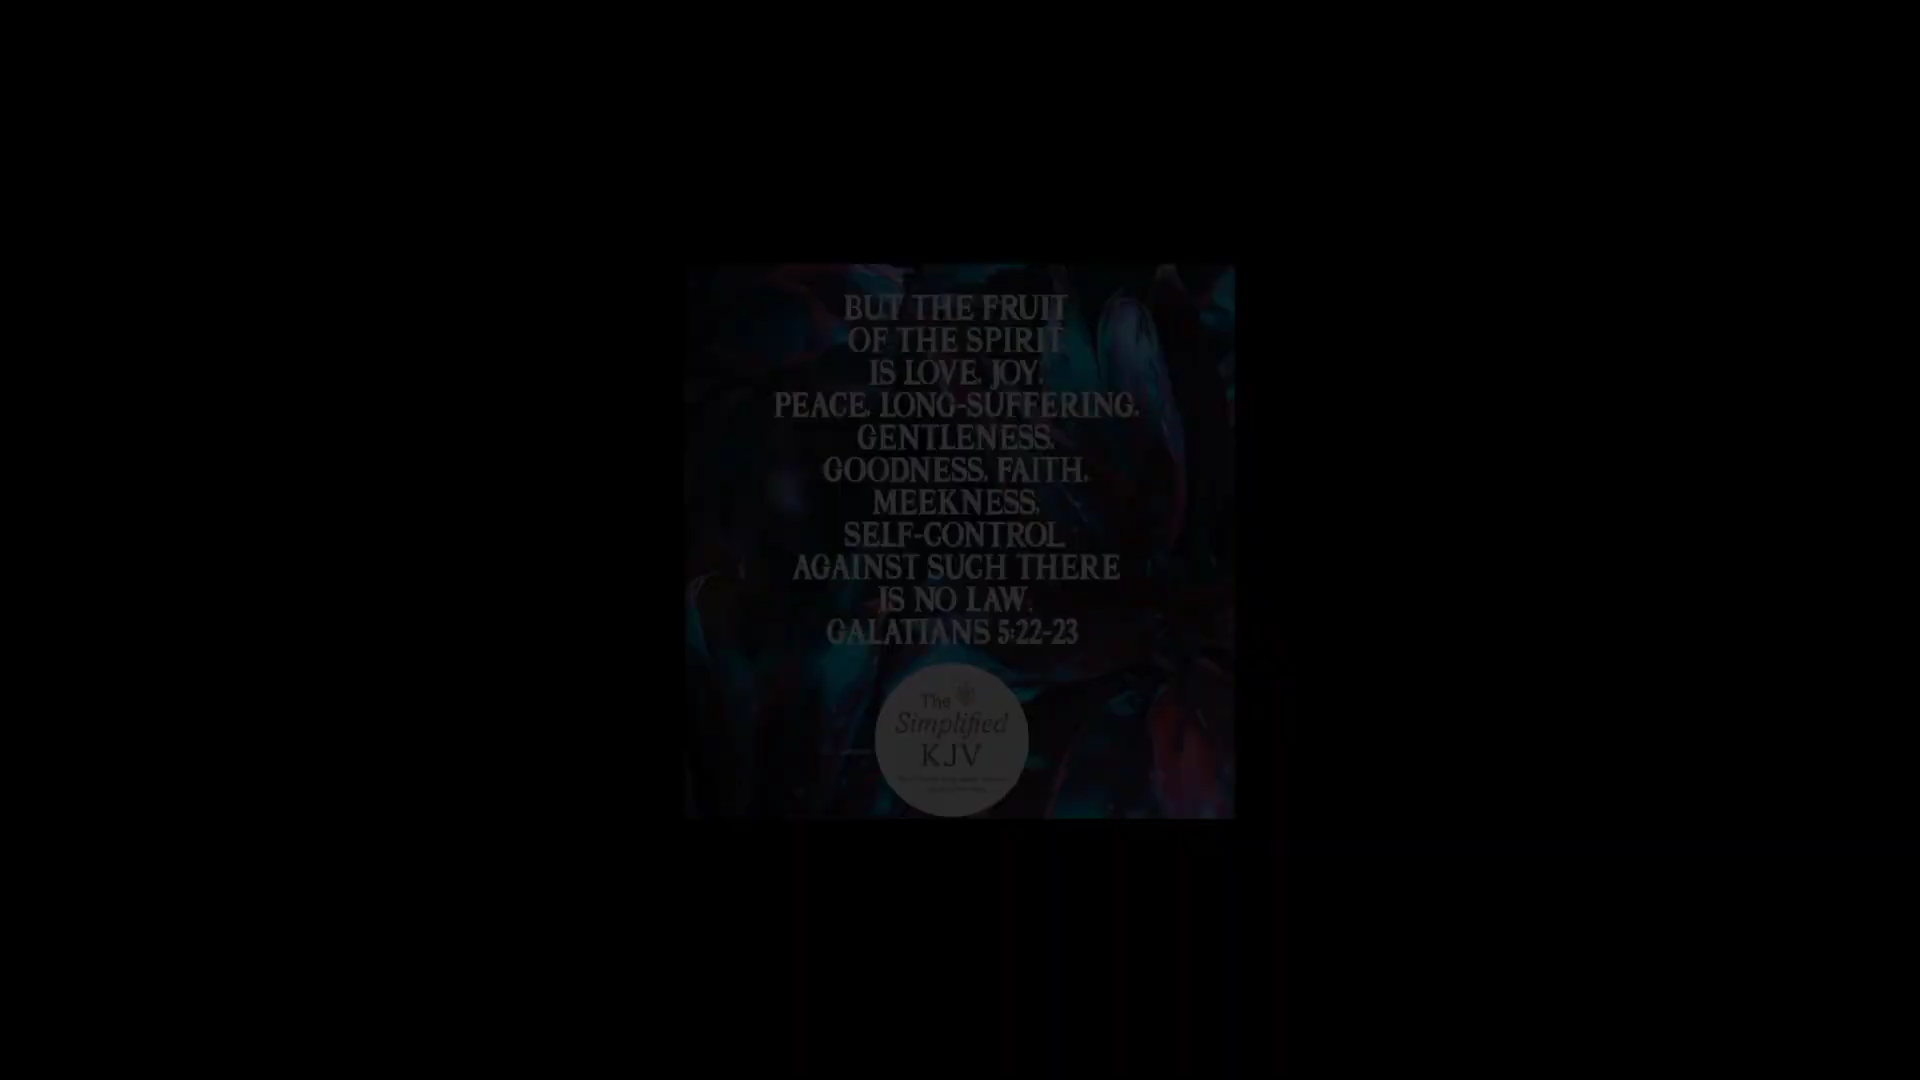 BUT THE FRUIT
OF THE SPIRIT
IS LOVE, JOY,
PEACE, LONG-SUFFERING,
GENTLENESS,
GOODNESS, FAITH,
MEEKNESS,
SELF-CONTROL
AGAINST SUCH THERE
IS NO LAW.
GALATIANS 5:22-23
The
Simplified
KJV